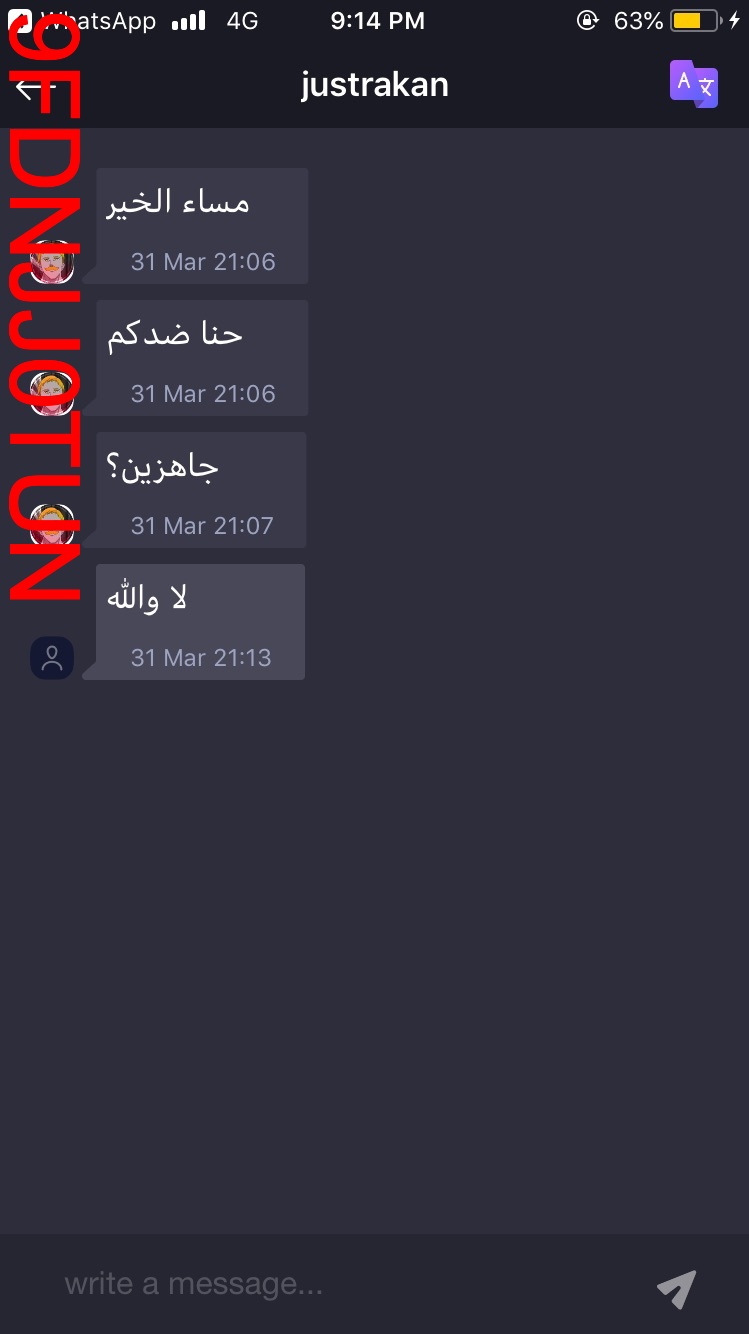 WhatsApp 4G 9:14 PM 63%
justrakan
9FDNJJ0TUN
مساء الخير
31 Mar 21:06
حنا ضدكم
31 Mar 21:06
جاهزين؟
31 Mar 21:07
لا والله
31 Mar 21:13
write a message...